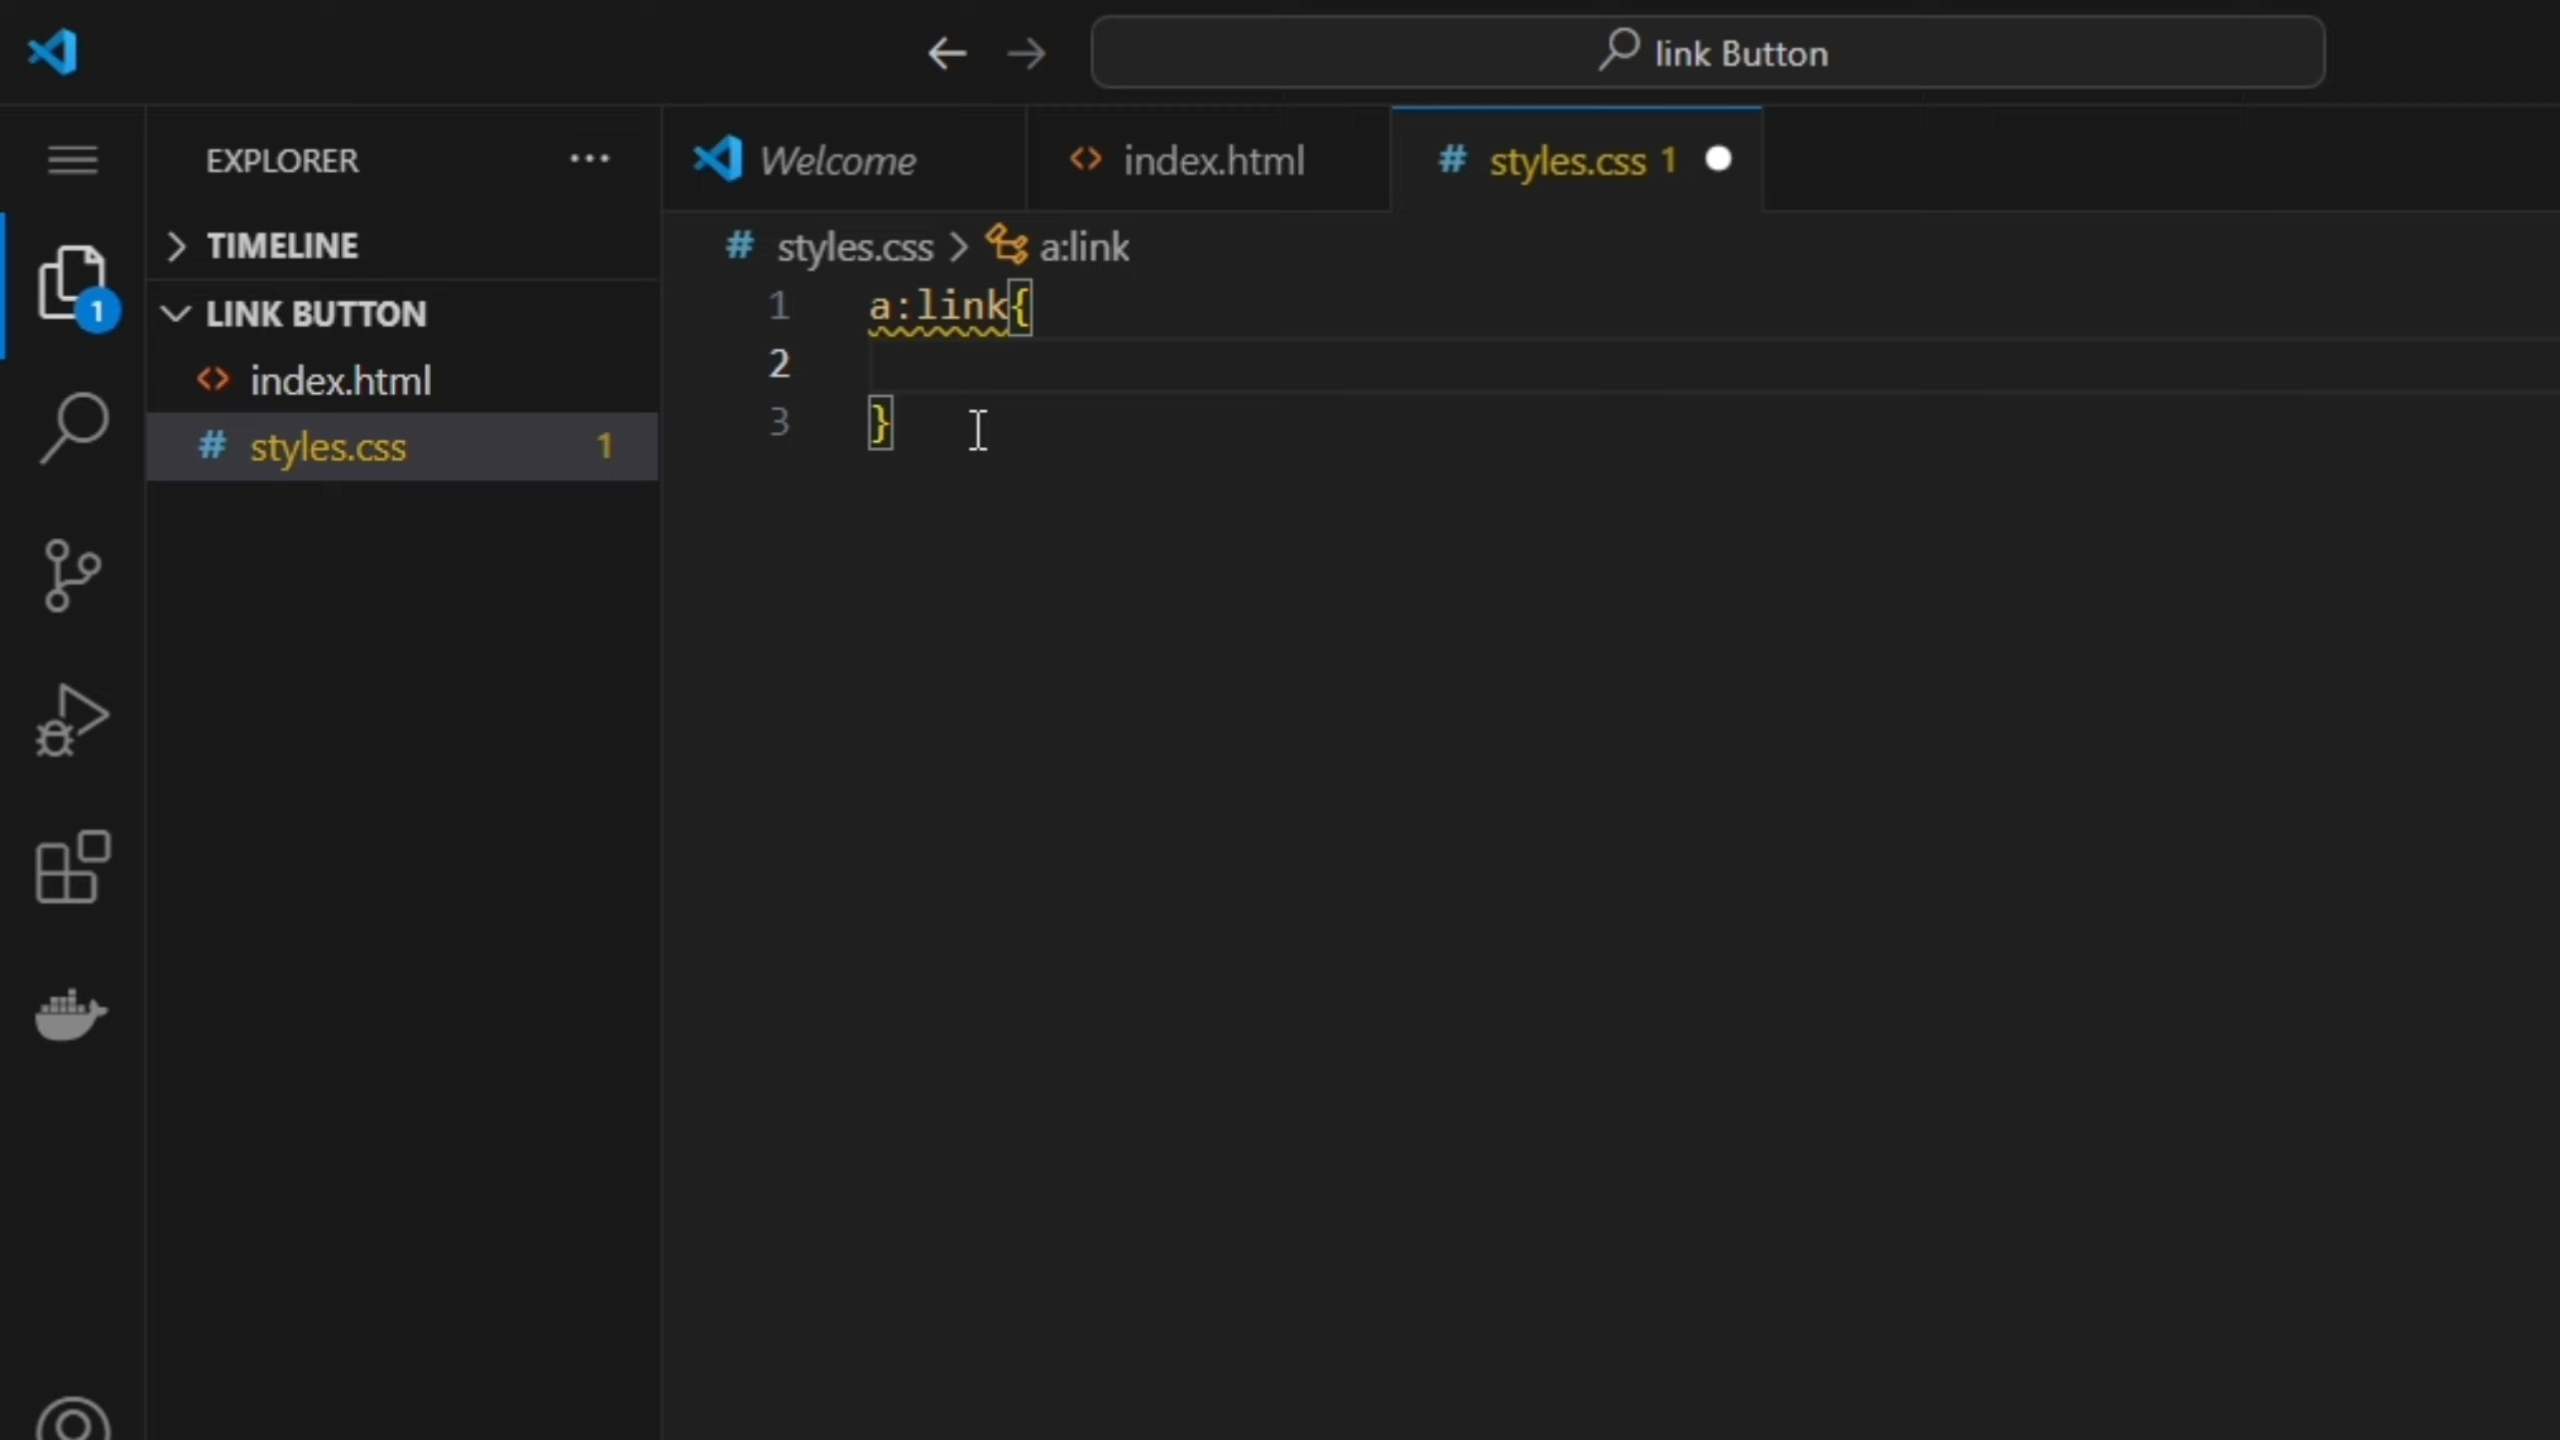 link Button
EXPLORER
Welcome
index.html
styles.css 1
TIMELINE
styles.css > a:link
LINK BUTTON
1
index.html
styles.css 1
1 a:link{
2
3 }